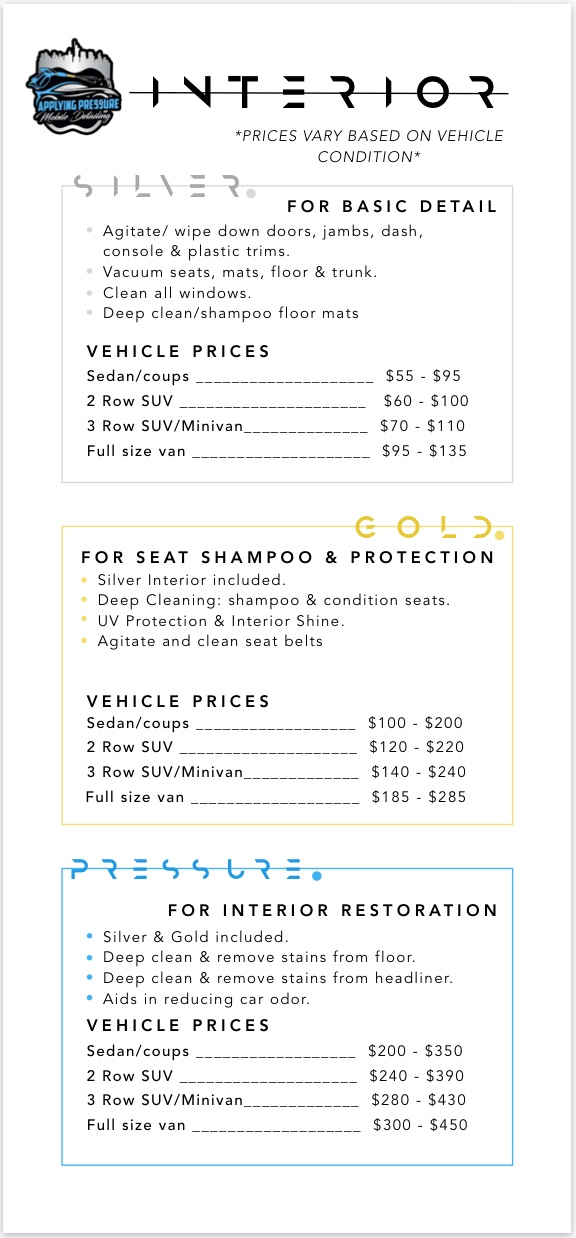 APPLYING PRESSURE
Mobile Detailing
INTERIOR
*PRICES VARY BASED ON VEHICLE
CONDITION*
SILVER.
FOR BASIC DETAIL
• Agitate/ wipe down doors, jambs, dash,
console & plastic trims.
• Vacuum seats, mats, floor & trunk.
• Clean all windows.
• Deep clean/shampoo floor mats
VEHICLE PRICES
Sedan/coups ____________________ $55 - $95
2 Row SUV _____________________ $60 - $100
3 Row SUV/Minivan______________ $70 - $110
Full size van ____________________ $95 - $135
GOLD.
FOR SEAT SHAMPOO & PROTECTION
• Silver Interior included.
• Deep Cleaning: shampoo & condition seats.
• UV Protection & Interior Shine.
• Agitate and clean seat belts
VEHICLE PRICES
Sedan/coups __________________ $100 - $200
2 Row SUV ____________________ $120 - $220
3 Row SUV/Minivan_____________ $140 - $240
Full size van ___________________ $185 - $285
PRESSURE.
FOR INTERIOR RESTORATION
• Silver & Gold included.
• Deep clean & remove stains from floor.
• Deep clean & remove stains from headliner.
• Aids in reducing car odor.
VEHICLE PRICES
Sedan/coups __________________ $200 - $350
2 Row SUV ____________________ $240 - $390
3 Row SUV/Minivan_____________ $280 - $430
Full size van ___________________ $300 - $450